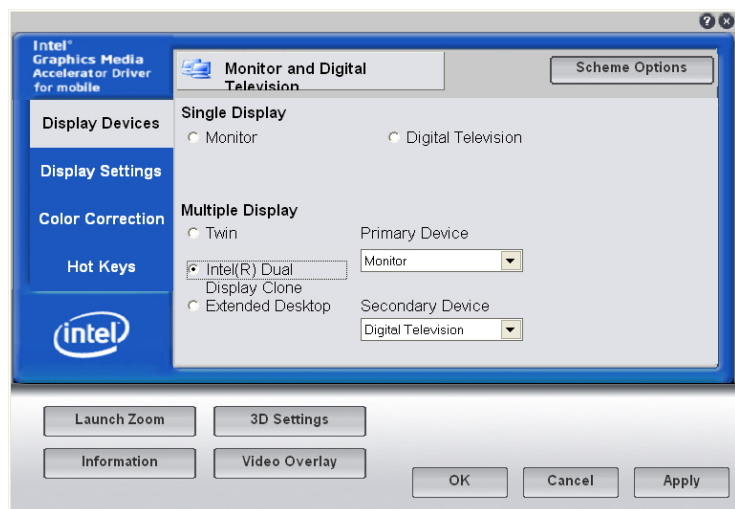 Intel®
Graphics Media
Accelerator Driver
for mobile
Monitor and Digital
Television
Scheme Options
Display Devices
Display Settings
Color Correction
Hot Keys
intel
Single Display
Monitor
Digital Television
Multiple Display
Twin
Primary Device
Intel(R) Dual
Display Clone
Monitor
Extended Desktop
Secondary Device
Digital Television
Launch Zoom
3D Settings
Information
Video Overlay
OK
Cancel
Apply